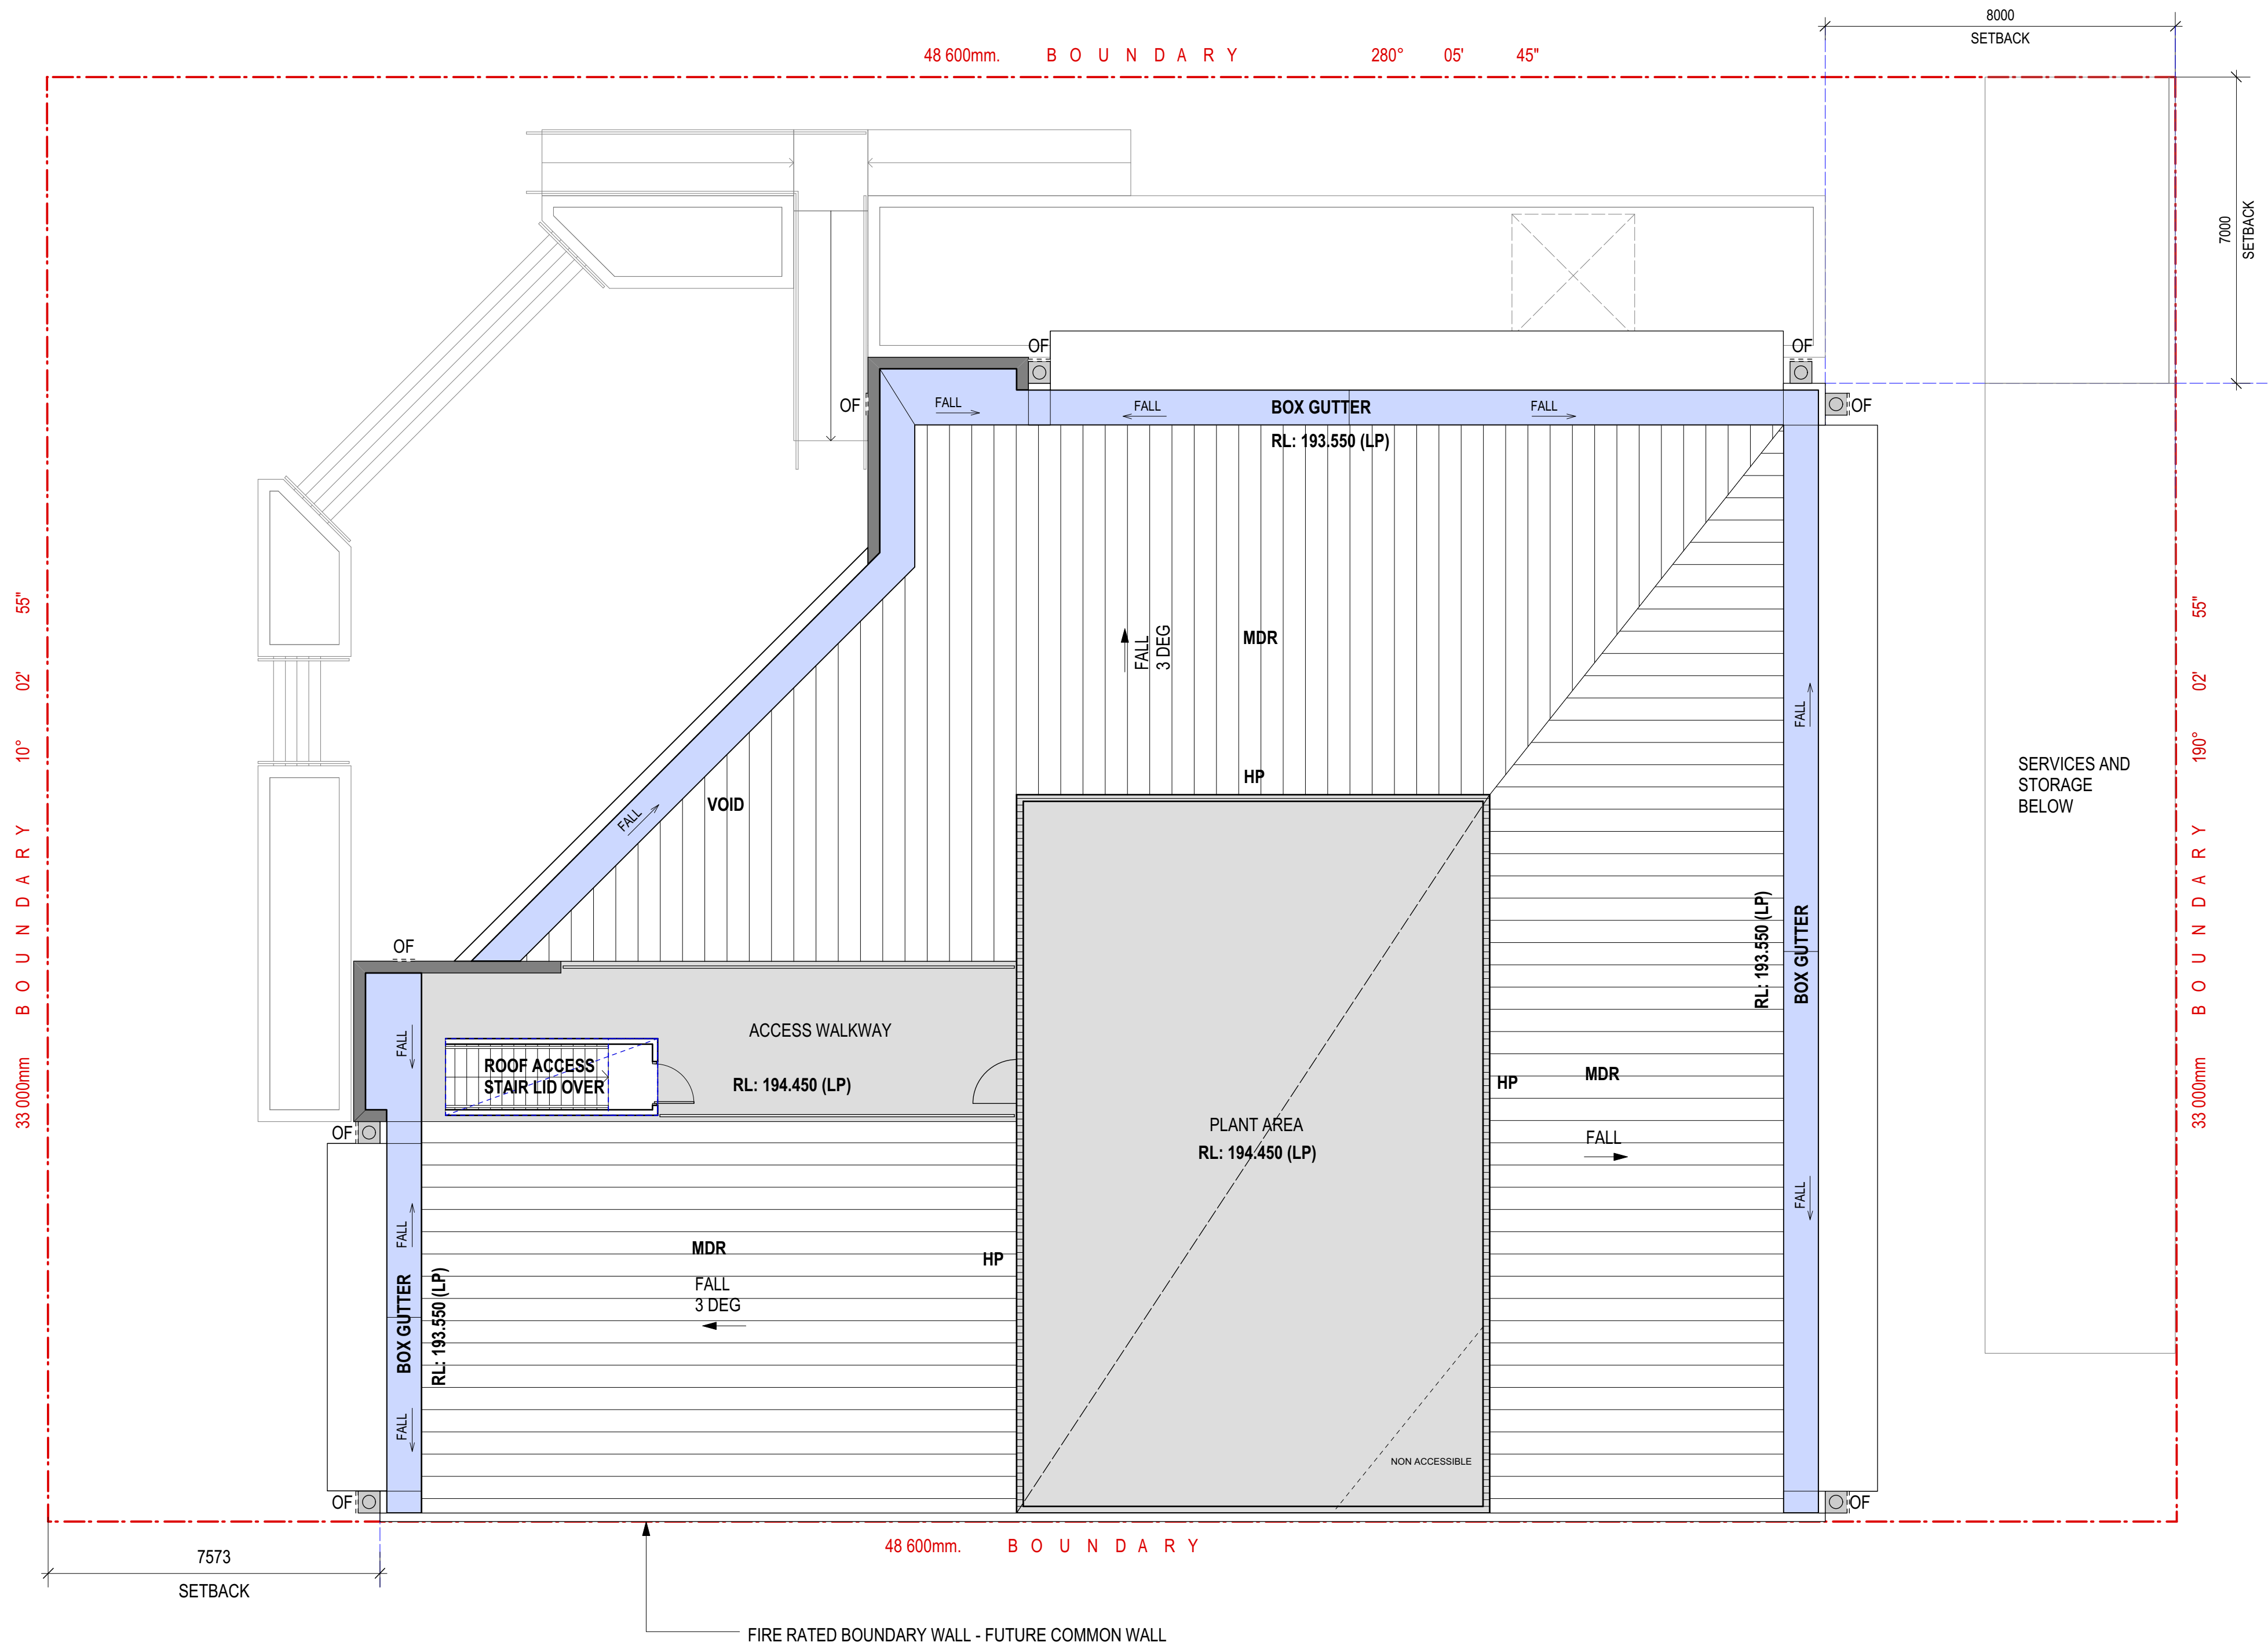 8000
SETBACK
48 600mm. BOUNDARY 280° 05' 45"
7000
SETBACK
OF
OF
OF
OF
FALL
FALL
BOX GUTTER
FALL
RL: 193.550 (LP)
10° 02' 55"
33 000mm BOUNDARY
190° 02' 55"
33 000mm BOUNDARY
FALL
3 DEG
MDR
FALL
SERVICES AND
STORAGE
BELOW
HP
VOID
FALL
RL: 193.550 (LP)
BOX GUTTER
OF
FALL
ACCESS WALKWAY
ROOF ACCESS
STAIR LID OVER
RL: 194.450 (LP)
HP
MDR
OF
PLANT AREA
RL: 194.450 (LP)
FALL
FALL
FALL
MDR
HP
FALL
3 DEG
BOX GUTTER
RL: 193.550 (LP)
FALL
NON ACCESSIBLE
OF
OF
48 600mm. BOUNDARY
7573
SETBACK
FIRE RATED BOUNDARY WALL - FUTURE COMMON WALL